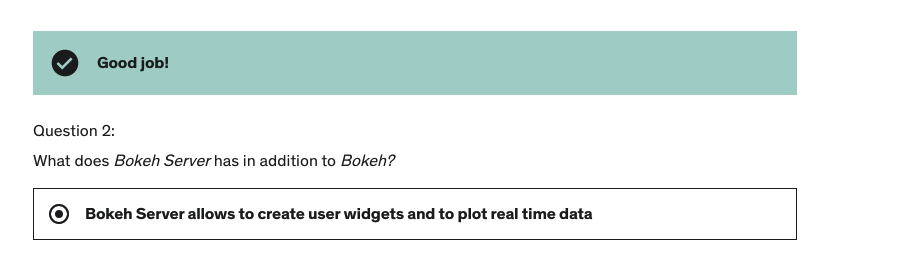 Good job!
Question 2:
What does Bokeh Server has in addition to Bokeh?
Bokeh Server allows to create user widgets and to plot real time data